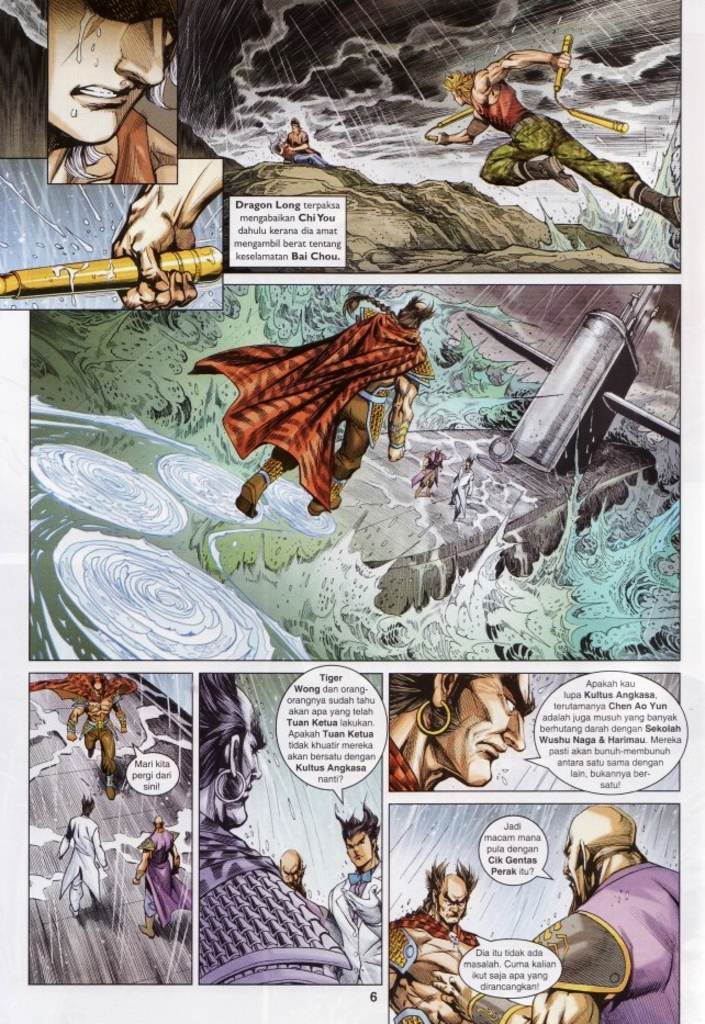 Dragon Long terpaksa
mengabaikan Chi You
dahulu kerana dia amat
mengambil berat tentang
keselamatan Bai Chou.
Mari kita
pergi dari
sini!
Tiger
Wong dan orang-
orangnya sudah tahu
akan apa yang telah
Tuan Ketua lakukan.
Apakah Tuan Ketua
tidak khuatir mereka
akan bersatu dengan
Kultus Angkasa
nanti?
Apakah kau
lupa Kultus Angkasa,
terutamanya Chen Ao Yun
adalah juga musuh yang banyak
berhutang darah dengan Sekolah
Wushu Naga & Harimau. Mereka
pasti akan bunuh-membunuh
antara satu sama dengan
lain, bukannya ber-
satu!
Jadi
macam mana
pula dengan
Cik Gentas
Perak ini?
Dia itu tidak ada
masalah. Cuma kalian
ikut saja apa yang
dirancangkan!
6